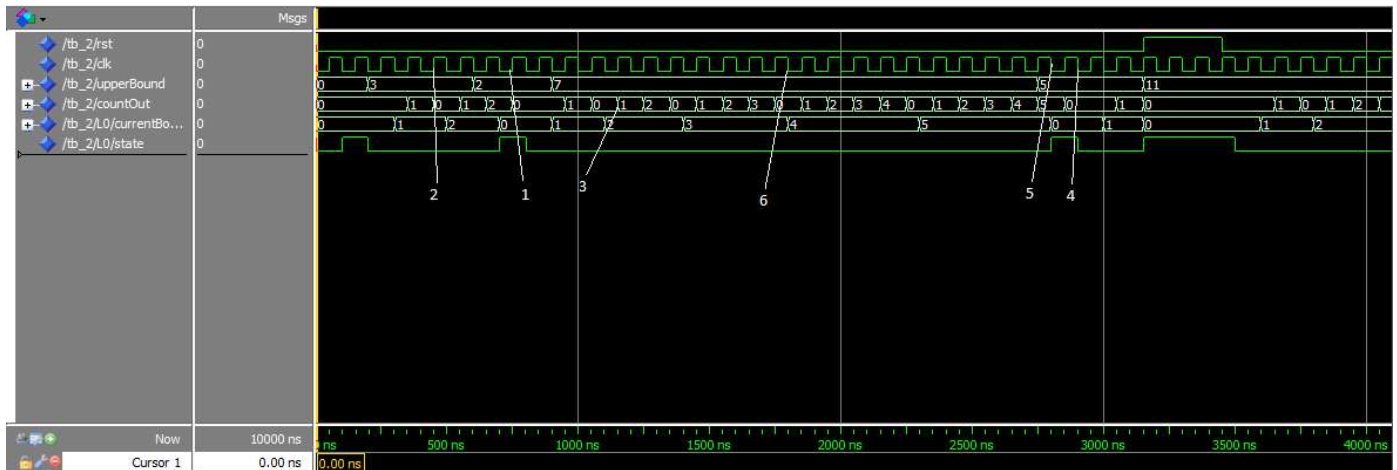 Msgs
/tb_2/rst 0
/tb_2/clk 0
/tb_2/upperBound 0 0 3 2 7 5 11
/tb_2/countOut 0 0 1 0 1 2 0 1 0 1 2 0 1 2 3 0 1 2 3 4 0 1 2 3 4 5 0 1 0 1 0 1 2
/tb_2/L0/currentBo... 0 0 1 2 0 1 2 3 4 5 0 1 0 1 2
/tb_2/L0/state 0
2 1 3 6 5 4
Now 10000 ns ns 500 ns 1000 ns 1500 ns 2000 ns 2500 ns 3000 ns 3500 ns 4000 ns
Cursor 1 0.00 ns 0.00 ns